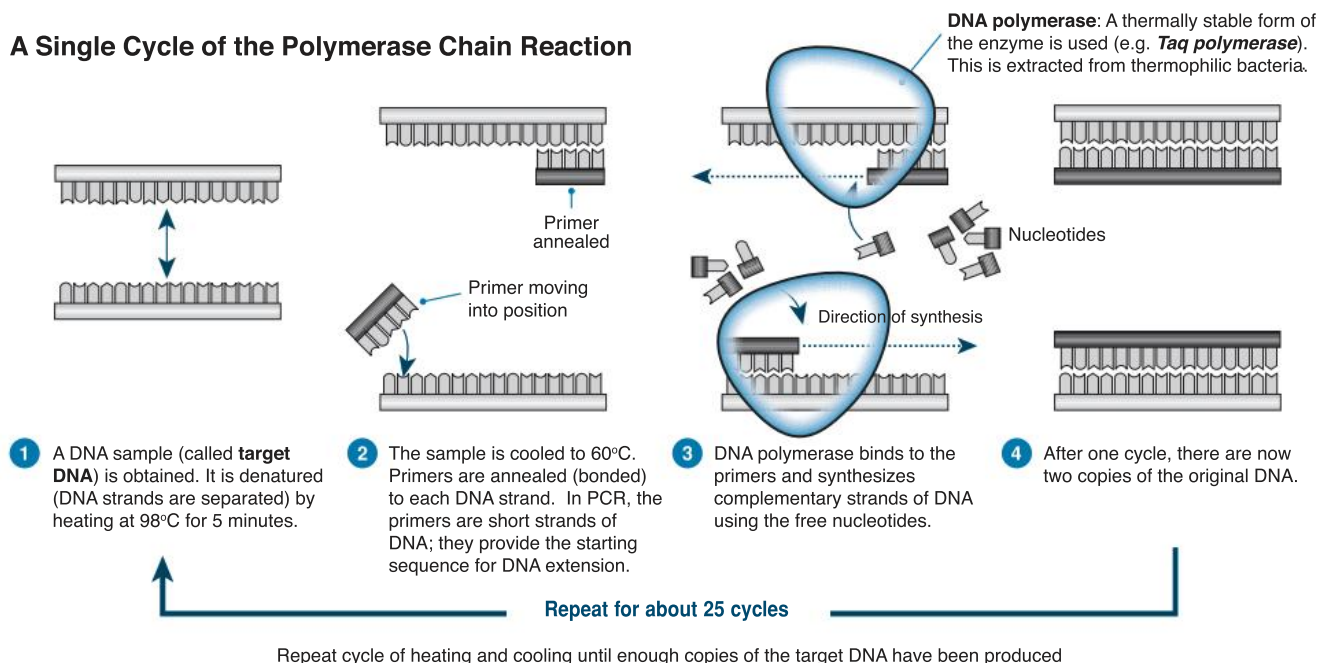 A Single Cycle of the Polymerase Chain Reaction
DNA polymerase: A thermally stable form of
the enzyme is used (e.g. Taq polymerase).
This is extracted from thermophilic bacteria.
Primer
annealed
Primer moving
into position
Nucleotides
Direction of synthesis
1 A DNA sample (called target
DNA) is obtained. It is denatured
(DNA strands are separated) by
heating at 98°C for 5 minutes.
2 The sample is cooled to 60°C.
Primers are annealed (bonded)
to each DNA strand. In PCR, the
primers are short strands of
DNA; they provide the starting
sequence for DNA extension.
3 DNA polymerase binds to the
primers and synthesizes
complementary strands of DNA
using the free nucleotides.
4 After one cycle, there are now
two copies of the original DNA.
Repeat for about 25 cycles
Repeat cycle of heating and cooling until enough copies of the target DNA have been produced